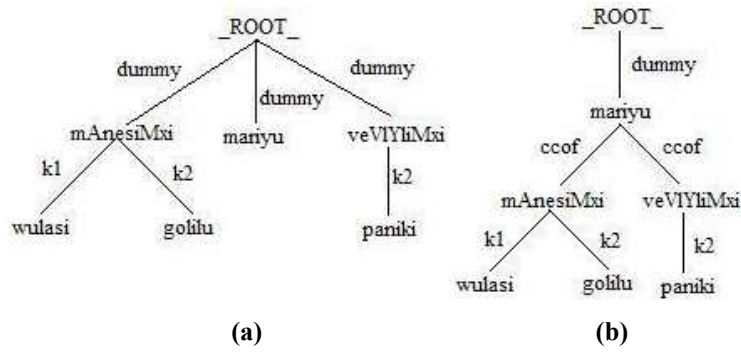 _ROOT_ _ROOT_
dummy dummy dummy dummy
mAnesiMxi mariyu veVlYliMxi mariyu
k1 k2 k2 ccof ccof
wulasi golilu paniki mAnesiMxi veVlYliMxi
k1 k2 k2
wulasi golilu paniki
(a) (b)